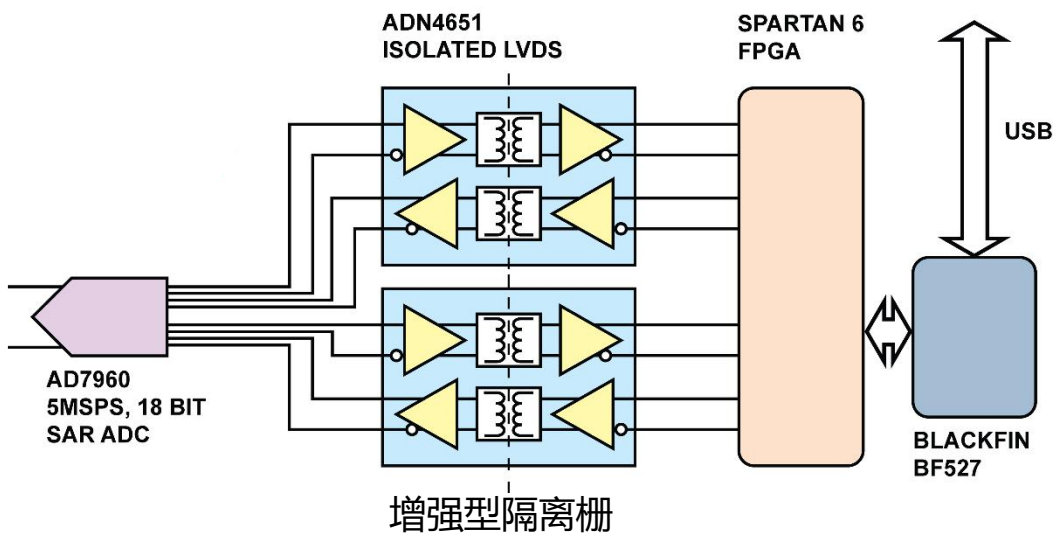 ADN4651
ISOLATED LVDS
SPARTAN 6
FPGA
USB
AD7960
5MSPS, 18 BIT
SAR ADC
BLACKFIN
BF527
增强型隔离栅